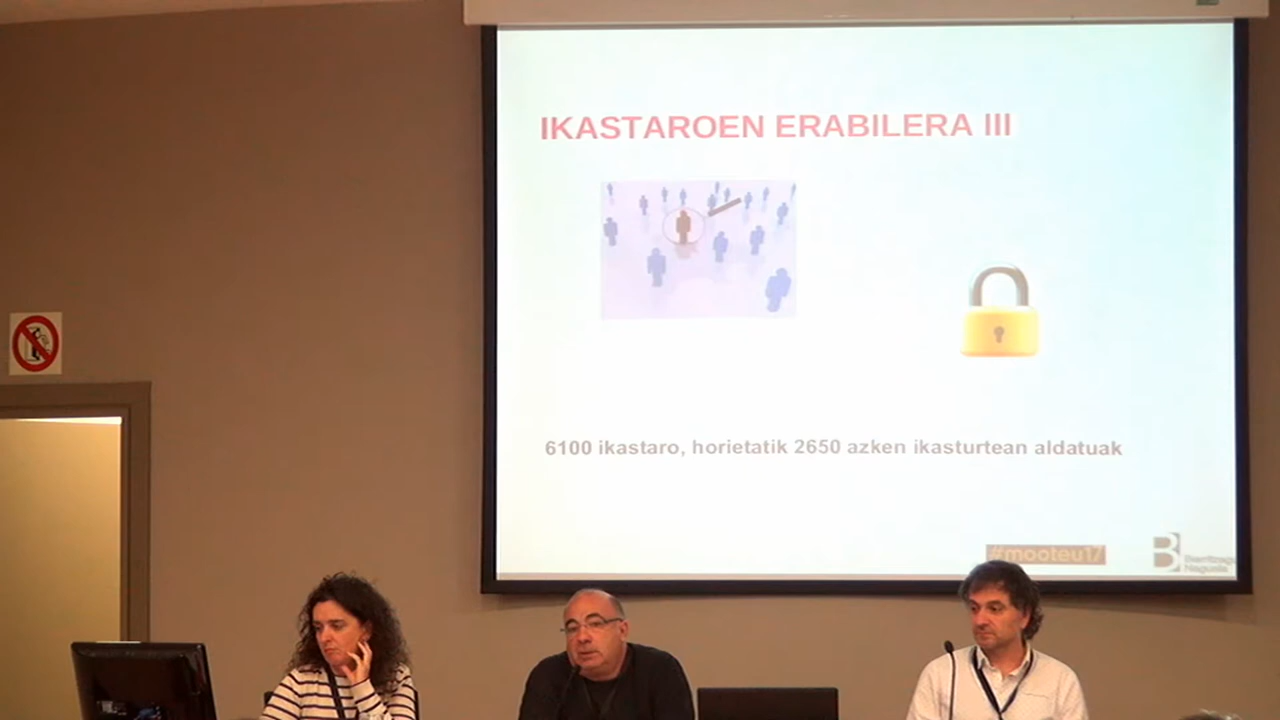 IKASTAROEN ERABILERA III
6100 ikastaro, horietatik 2650 azken ikasturtean aldatuak
#mooteu17
B